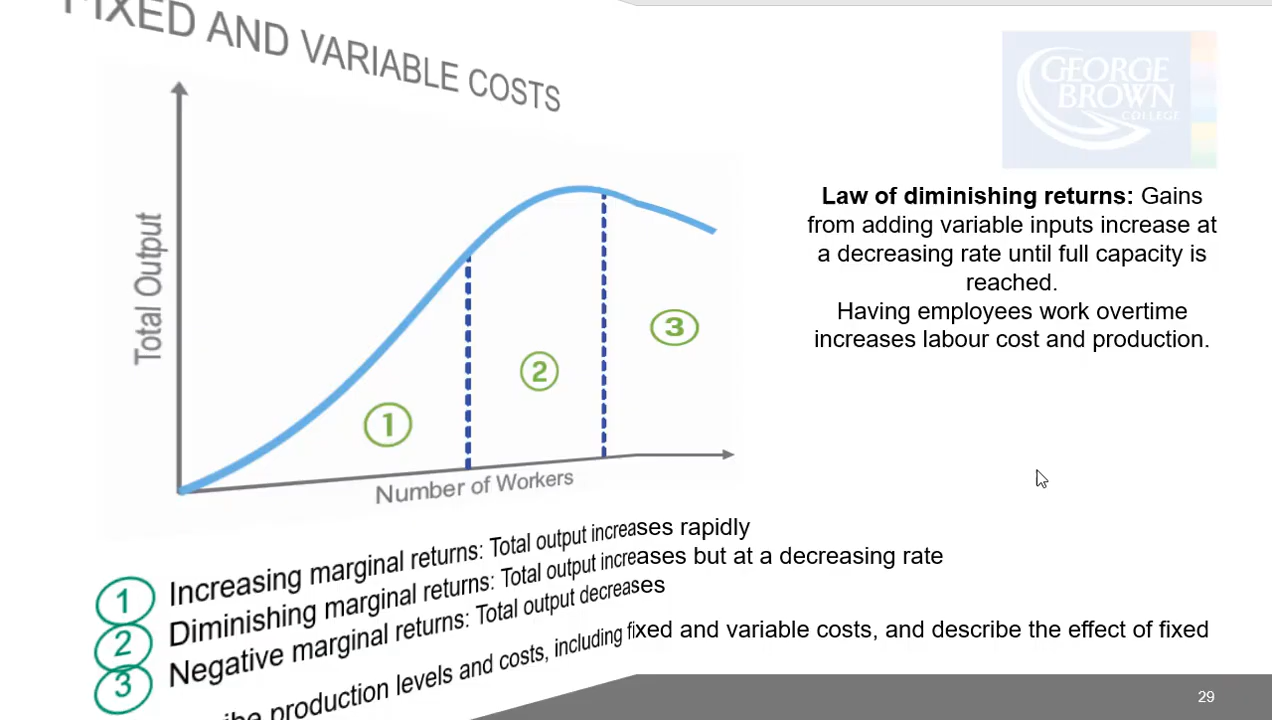 FIXED AND VARIABLE COSTS
GEORGE
BROWN
COLLEGE
Law of diminishing returns: Gains
from adding variable inputs increase at
a decreasing rate until full capacity is
reached.
Having employees work overtime
increases labour cost and production.
Total Output
1
2
3
Number of Workers
1 Increasing marginal returns: Total output increases rapidly
2 Diminishing marginal returns: Total output increases but at a decreasing rate
3 Negative marginal returns: Total output decreases
production levels and costs, including fixed and variable costs, and describe the effect of fixed
29